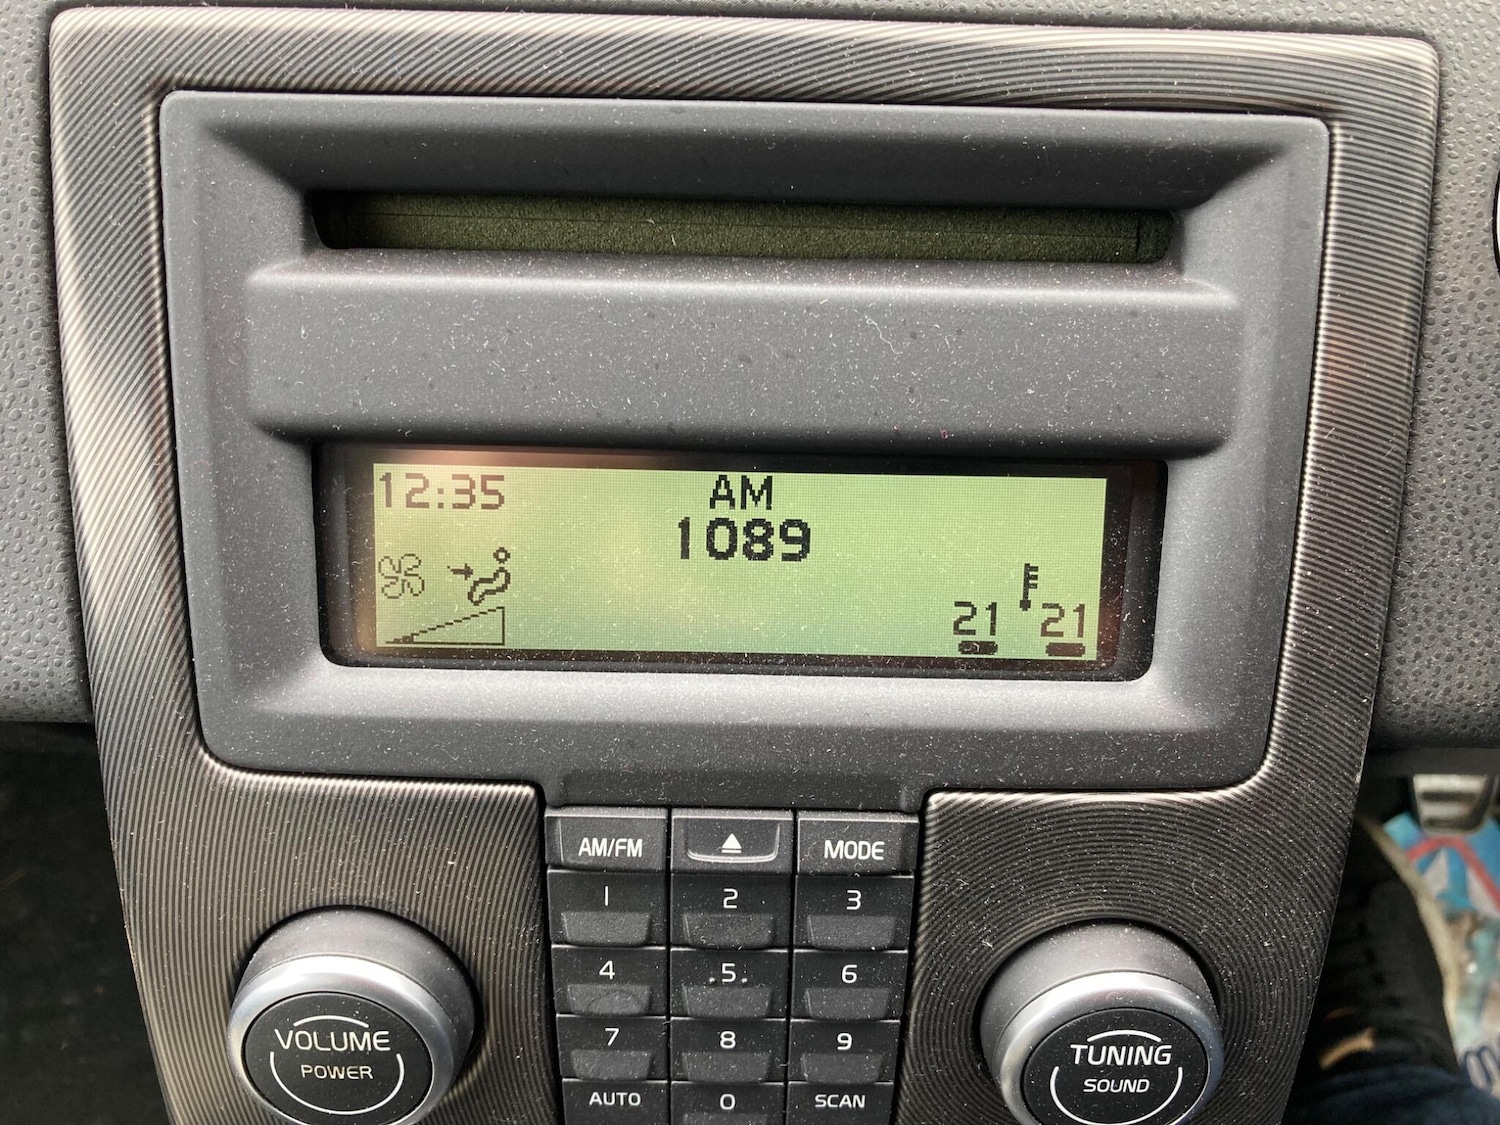 12:35
AM
1089
21 21
AM/FM MODE
1 2 3
4 .5. 6
7 8 9
AUTO 0 SCAN
VOLUME
POWER
TUNING
SOUND